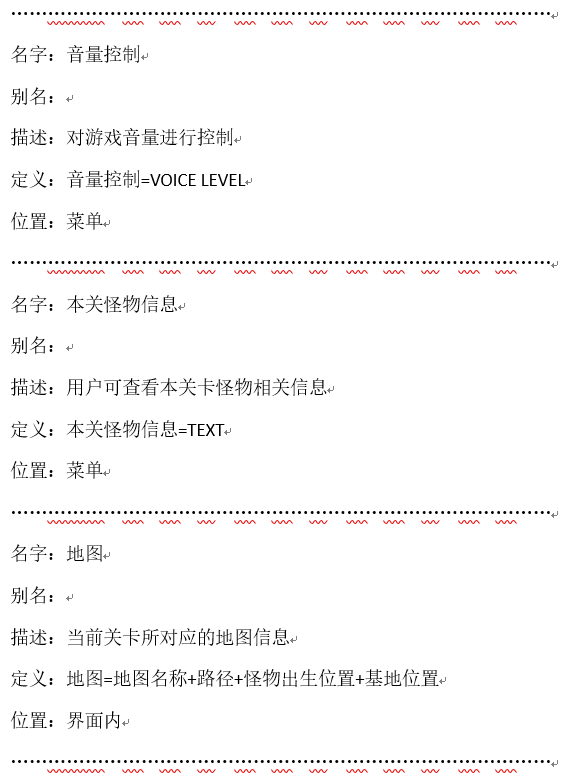 名字：音量控制
别名：
描述：对游戏音量进行控制
定义：音量控制=VOICE LEVEL
位置：菜单
名字：本关怪物信息
别名：
描述：用户可查看本关卡怪物相关信息
定义：本关怪物信息=TEXT
位置：菜单
名字：地图
别名：
描述：当前关卡所对应的地图信息
定义：地图=地图名称+路径+怪物出生位置+基地位置
位置：界面内